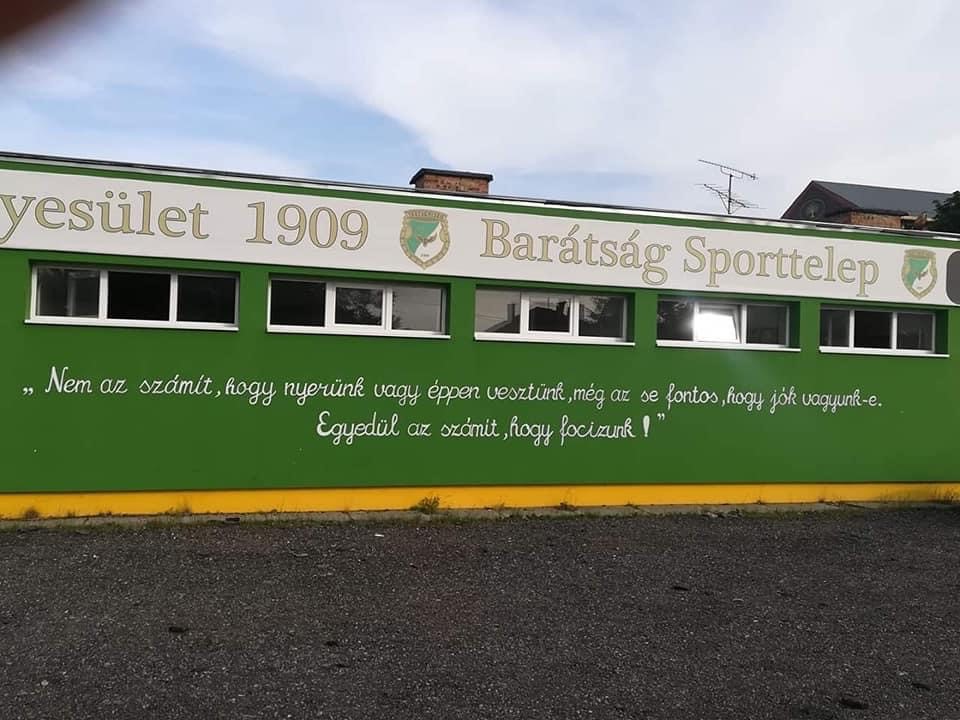 yesület 1909 Barátság Sporttelep
„Nem az számít, hogy nyerünk vagy éppen vesztünk, még az se fontos, hogy jók vagyunk-e.
Egyedül az számit, hogy focizunk!”